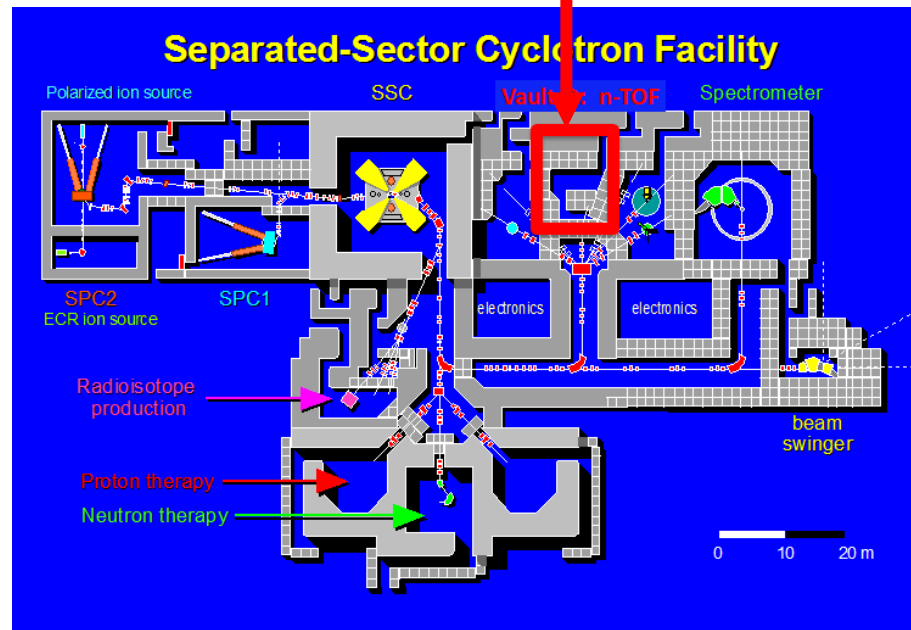 Separated-Sector Cyclotron Facility
Polarized ion source
SSC
Vault : n-TOF
Spectrometer
SPC2
ECR ion source
SPC1
electronics
electronics
Radioisotope
production
beam
swinger
Proton therapy
Neutron therapy
0 10 20 m